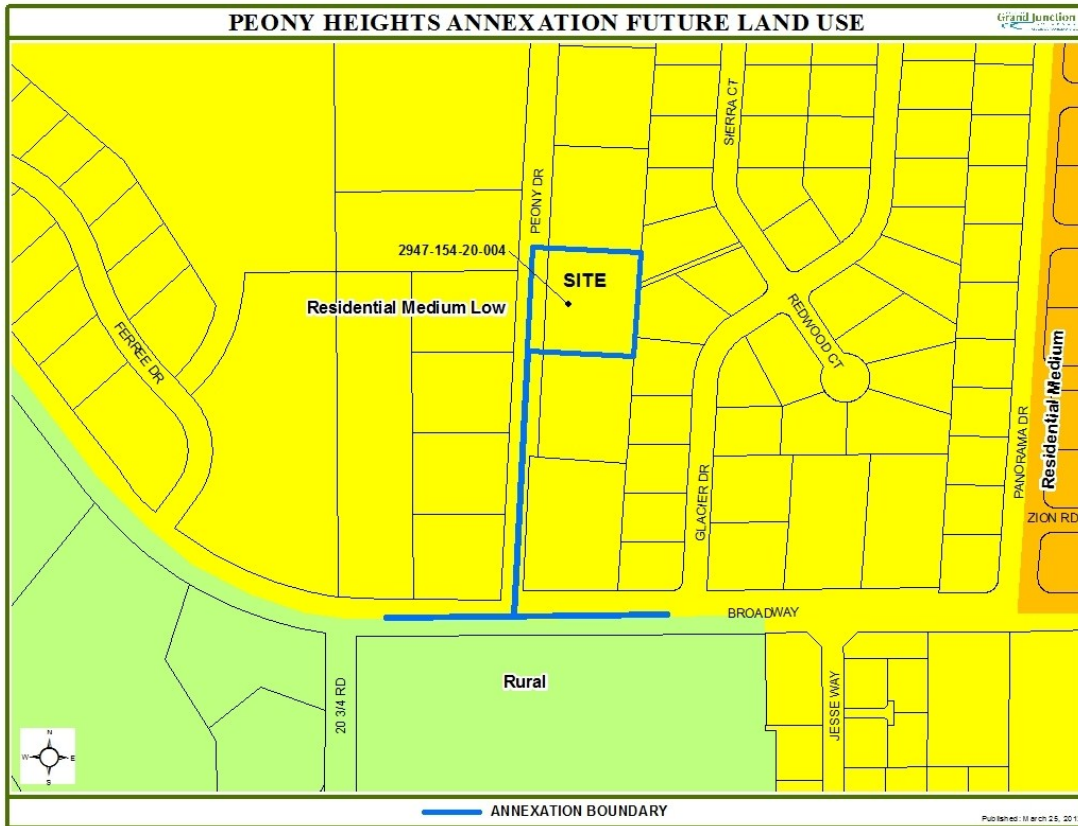 PEONY HEIGHTS ANNEXATION FUTURE LAND USE
Grand Junction
SIERRA CT
PEONY DR
2947-154-20-004
SITE
Residential Medium Low
REDWOOD CT
FERREE DR
Residential Medium
PANORAMA DR
GLACIER DR
ZION RD
BROADWAY
Rural
20 3/4 RD
JESSE WAY
N
W
E
S
ANNEXATION BOUNDARY
Published: March 25, 201